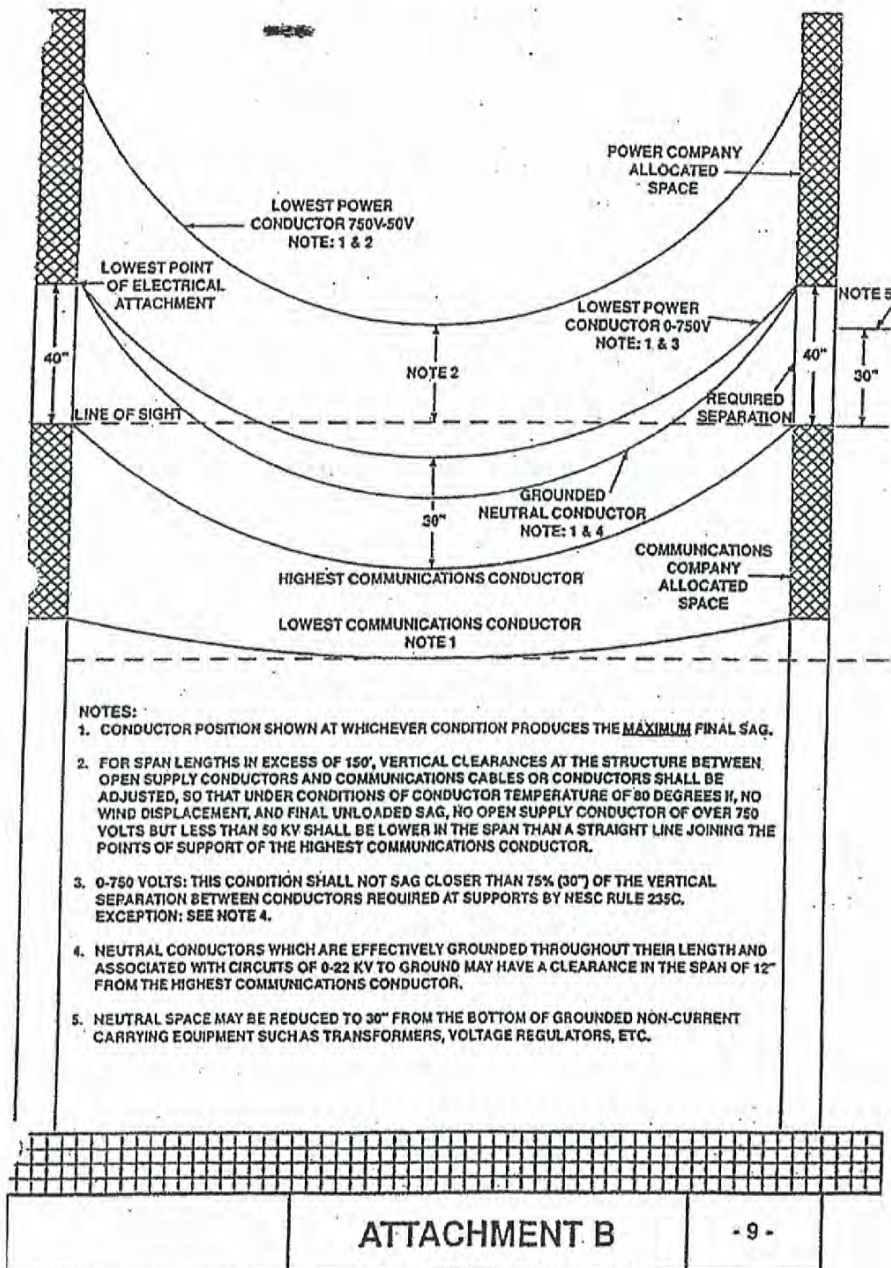 POWER COMPANY
ALLOCATED
SPACE
LOWEST POWER
CONDUCTOR 750V-50V
NOTE: 1 & 2
LOWEST POINT
OF ELECTRICAL
ATTACHMENT
LOWEST POWER
CONDUCTOR 0-750V
NOTE: 1 & 3
NOTE 5
40"
NOTE 2
40"
30"
REQUIRED
SEPARATION
LINE OF SIGHT
30"
GROUNDED
NEUTRAL CONDUCTOR
NOTE: 1 & 4
HIGHEST COMMUNICATIONS CONDUCTOR
COMMUNICATIONS
COMPANY
ALLOCATED
SPACE
LOWEST COMMUNICATIONS CONDUCTOR
NOTE 1
NOTES:
1. CONDUCTOR POSITION SHOWN AT WHICHEVER CONDITION PRODUCES THE MAXIMUM FINAL SAG.
2. FOR SPAN LENGTHS IN EXCESS OF 150', VERTICAL CLEARANCES AT THE STRUCTURE BETWEEN
OPEN SUPPLY CONDUCTORS AND COMMUNICATIONS CABLES OR CONDUCTORS SHALL BE
ADJUSTED, SO THAT UNDER CONDITIONS OF CONDUCTOR TEMPERATURE OF 60 DEGREES F, NO
WIND DISPLACEMENT, AND FINAL UNLOADED SAG, NO OPEN SUPPLY CONDUCTOR OF OVER 750
VOLTS BUT LESS THAN 50 KV SHALL BE LOWER IN THE SPAN THAN A STRAIGHT LINE JOINING THE
POINTS OF SUPPORT OF THE HIGHEST COMMUNICATIONS CONDUCTOR.
3. 0-750 VOLTS: THIS CONDITION SHALL NOT SAG CLOSER THAN 75% (30") OF THE VERTICAL
SEPARATION BETWEEN CONDUCTORS REQUIRED AT SUPPORTS BY NESC RULE 235C.
EXCEPTION: SEE NOTE 4.
4. NEUTRAL CONDUCTORS WHICH ARE EFFECTIVELY GROUNDED THROUGHOUT THEIR LENGTH AND
ASSOCIATED WITH CIRCUITS OF 0-22 KV TO GROUND MAY HAVE A CLEARANCE IN THE SPAN OF 12"
FROM THE HIGHEST COMMUNICATIONS CONDUCTOR.
5. NEUTRAL SPACE MAY BE REDUCED TO 30" FROM THE BOTTOM OF GROUNDED NON-CURRENT
CARRYING EQUIPMENT SUCH AS TRANSFORMERS, VOLTAGE REGULATORS, ETC.
ATTACHMENT B
- 9 -